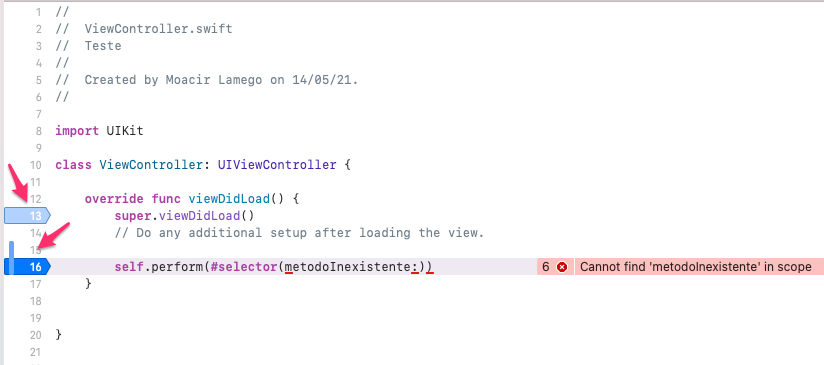 1 //
2 //  ViewController.swift
3 //  Teste
4 //
5 //  Created by Moacir Lamego on 14/05/21.
6 //
7
8 import UIKit
9
10 class ViewController: UIViewController {
11
12     override func viewDidLoad() {
13         super.viewDidLoad()
14         // Do any additional setup after loading the view.
15
16         self.perform(#selector(metodoInexistente:)) 6 Cannot find 'metodoInexistente' in scope
17     }
18
19
20 }
21